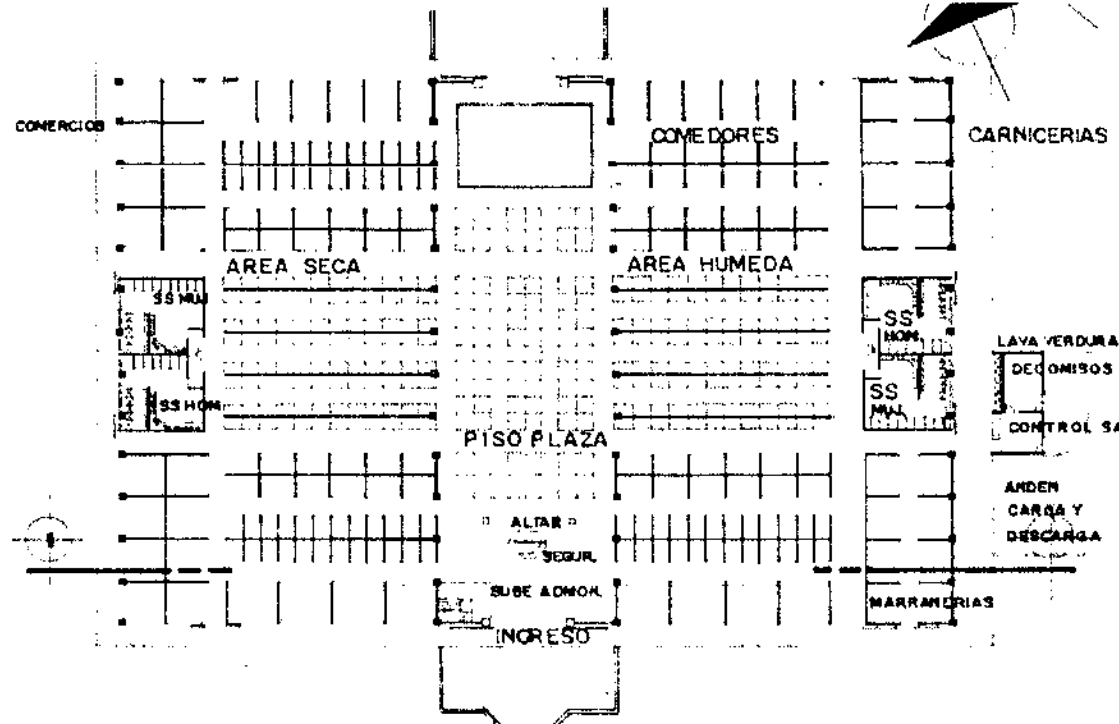 COMERCIOS
COMEDORES
CARNICERIAS
AREA SECA
AREA HUMEDA
SS MUJ
SS
HOM.
LAVA VERDURA
DECOMISOS
SS HOM.
SS
MUJ.
CONTROL SA
PISO PLAZA
ANDEN
CARGA Y
DESCARGA
ALTAR
SEGUR.
SUBE ADMON.
MARRANERIAS
INGRESO